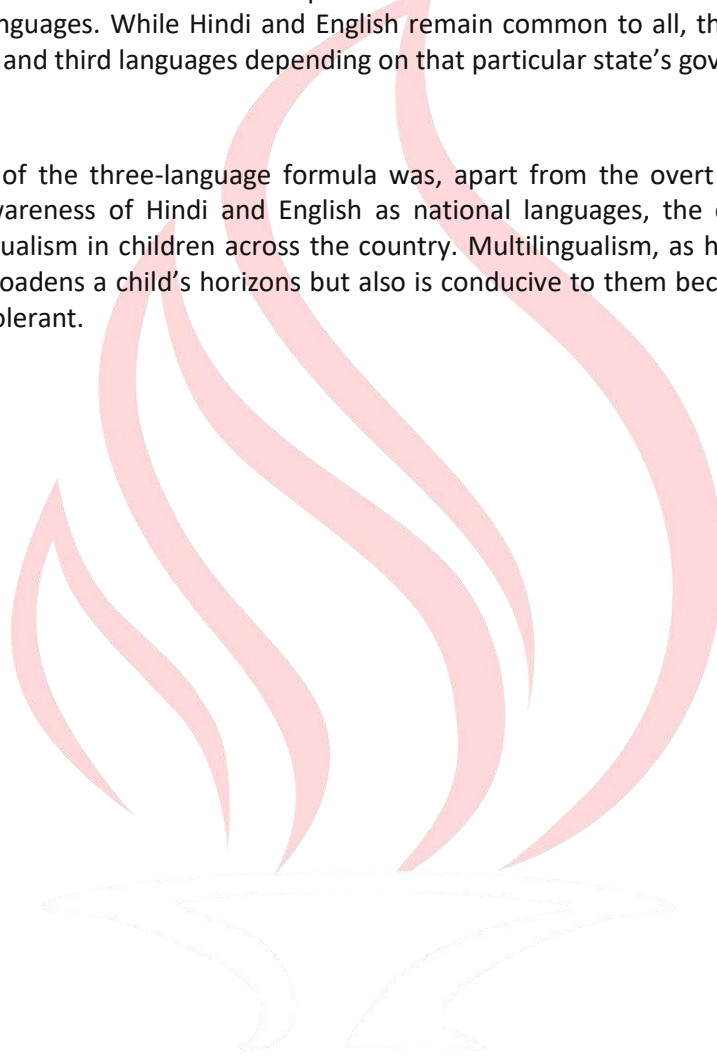 nguages. While Hindi and English remain common to all, th
and third languages depending on that particular state's gov
of the three-language formula was, apart from the overt
wareness of Hindi and English as national languages, the
ualism in children across the country. Multilingualism, as h
oadens a child's horizons but also is conducive to them bec
olerant.